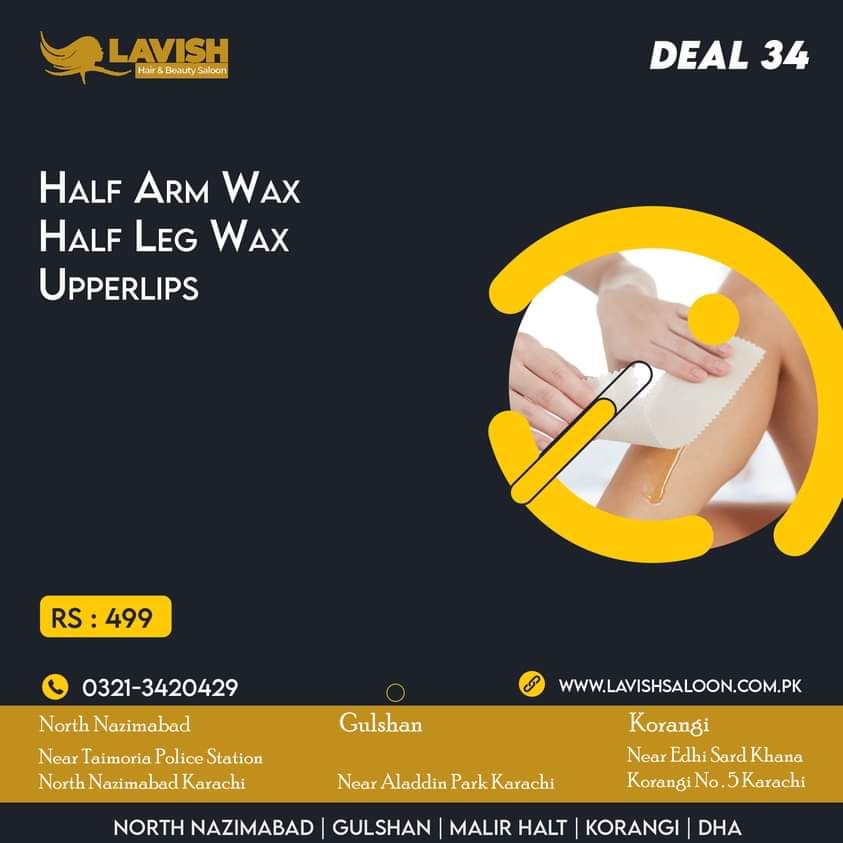 LAVISH
Hair & Beauty Saloon
DEAL 34
HALF ARM WAX
HALF LEG WAX
UPPERLIPS
RS : 499
0321-3420429
WWW.LAVISHSALOON.COM.PK
North Nazimabad
Near Taimoria Police Station
North Nazimabad Karachi
Gulshan
Near Aladdin Park Karachi
Korangi
Near Edhi Sard Khana
Korangi No . 5 Karachi
NORTH NAZIMABAD | GULSHAN | MALIR HALT | KORANGI | DHA